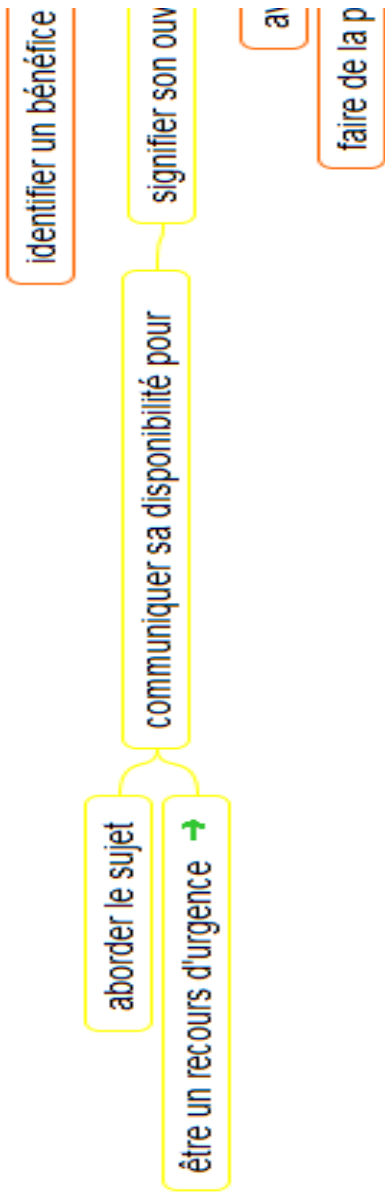 identifier un bénéfice
aborder le sujet
communiquer sa disponibilité pour
signifier son ouv
être un recours d'urgence
av
faire de la p